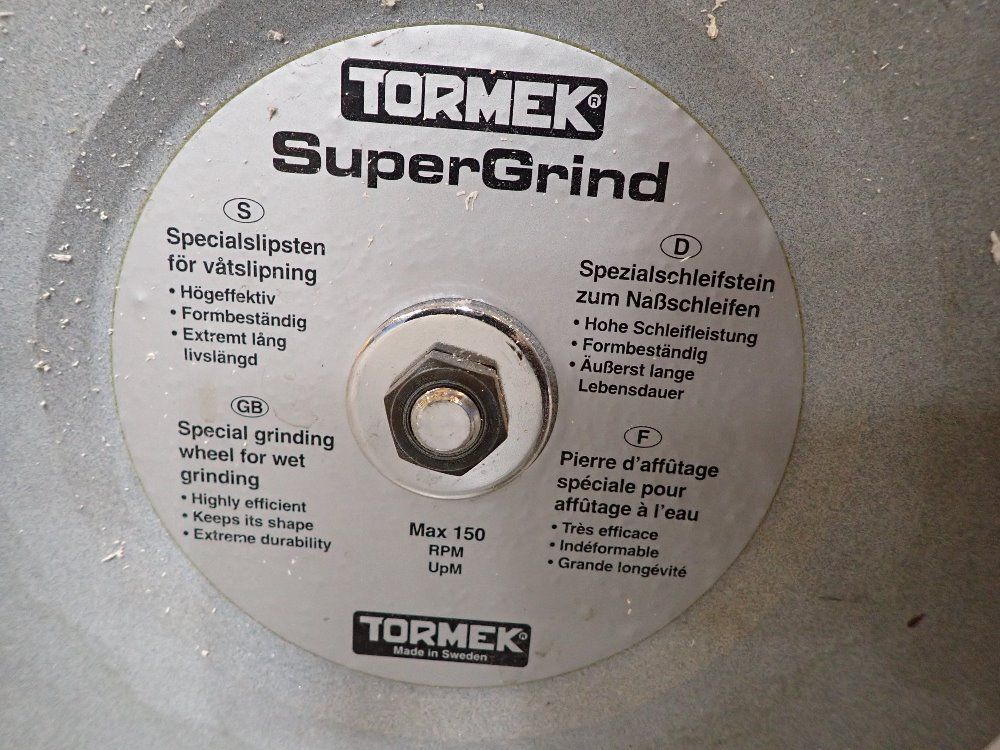 TORMEK®
SuperGrind
S
Specialslipsten
för våtslipning
• Högeffektiv
• Formbeständig
• Extremt lång
livslängd
D
Spezialschleifstein
zum Naßschleifen
• Hohe Schleifleistung
• Formbeständig
• Äußerst lange
Lebensdauer
GB
Special grinding
wheel for wet
grinding
• Highly efficient
• Keeps its shape
• Extreme durability
F
Pierre d'affûtage
spéciale pour
affûtage à l'eau
• Très efficace
• Indéformable
• Grande longévité
Max 150
RPM
UpM
TORMEK®
Made in Sweden